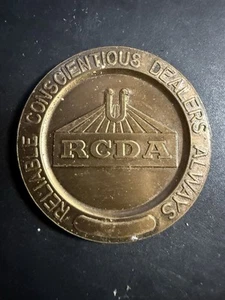 RELIABLE CONSCIENTIOUS DEALERS ALWAYS
RCDA